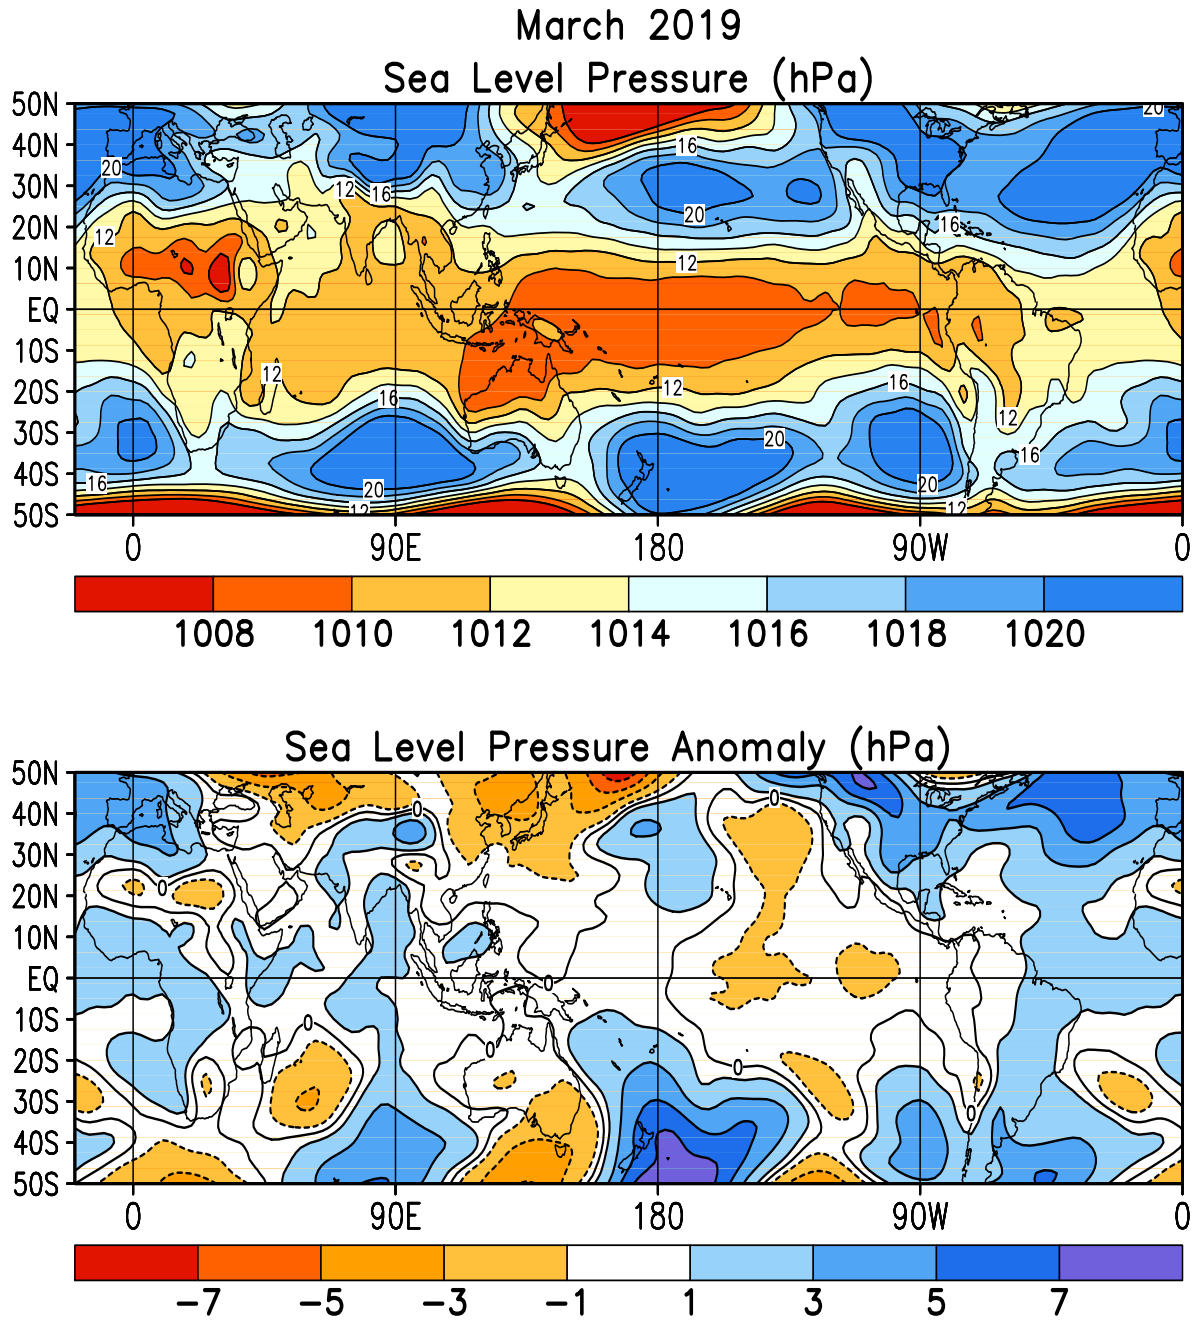 March 2019
Sea Level Pressure (hPa)
50N
40N
30N
20N
10N
EQ
10S
20S
30S
40S
50S
20
16
20
12
16
20
16
12
12
12
16
12
16
12
20
16
16
20
20
12
12
0 90E 180 90W 0
1008 1010 1012 1014 1016 1018 1020
Sea Level Pressure Anomaly (hPa)
50N
40N
30N
20N
10N
EQ
10S
20S
30S
40S
50S
0
0
0
0
0
0
0
0
0 90E 180 90W 0
−7 −5 −3 −1 1 3 5 7